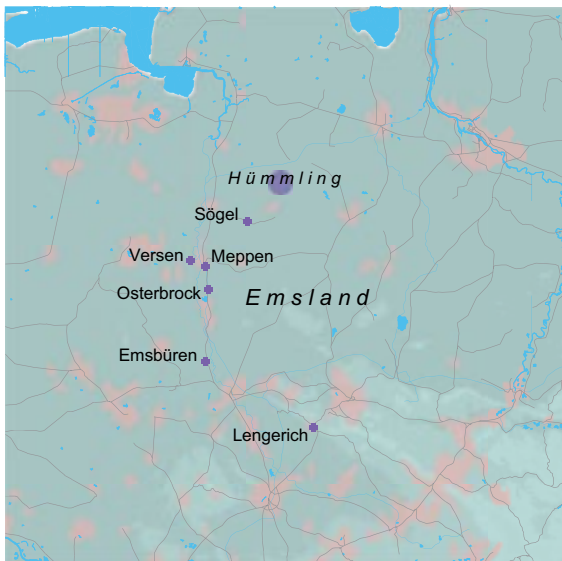 Hümmling
Sögel
Versen
Meppen
Osterbrock
Emsland
Emsbüren
Lengerich